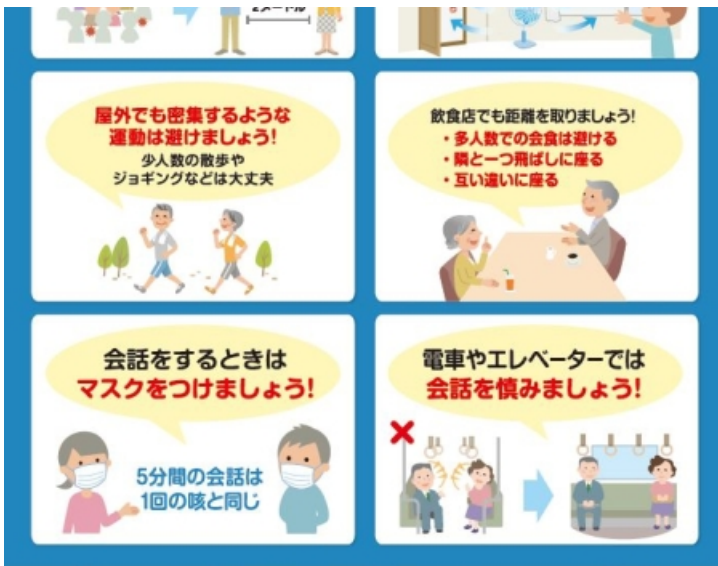 2メートル
屋外でも密集するような
運動は避けましょう!
少人数の散歩や
ジョギングなどは大丈夫
飲食店でも距離を取りましょう!
・多人数での会食は避ける
・隣と一つ飛ばしに座る
・互い違いに座る
会話をするときは
マスクをつけましょう!
5分間の会話は
1回の咳と同じ
電車やエレベーターでは
会話を慎みましょう!